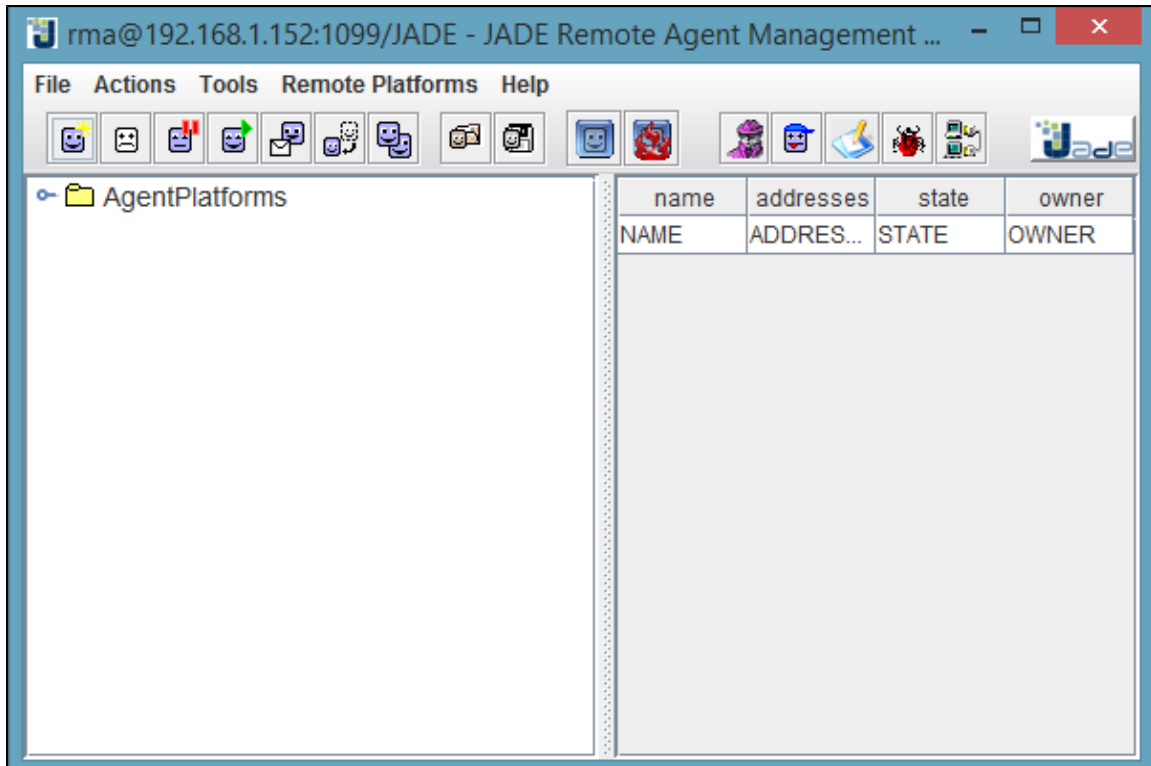 rma@192.168.1.152:1099/JADE - JADE Remote Agent Management ...
File Actions Tools Remote Platforms Help
Jade
AgentPlatforms
name addresses state owner
NAME ADDRES... STATE OWNER